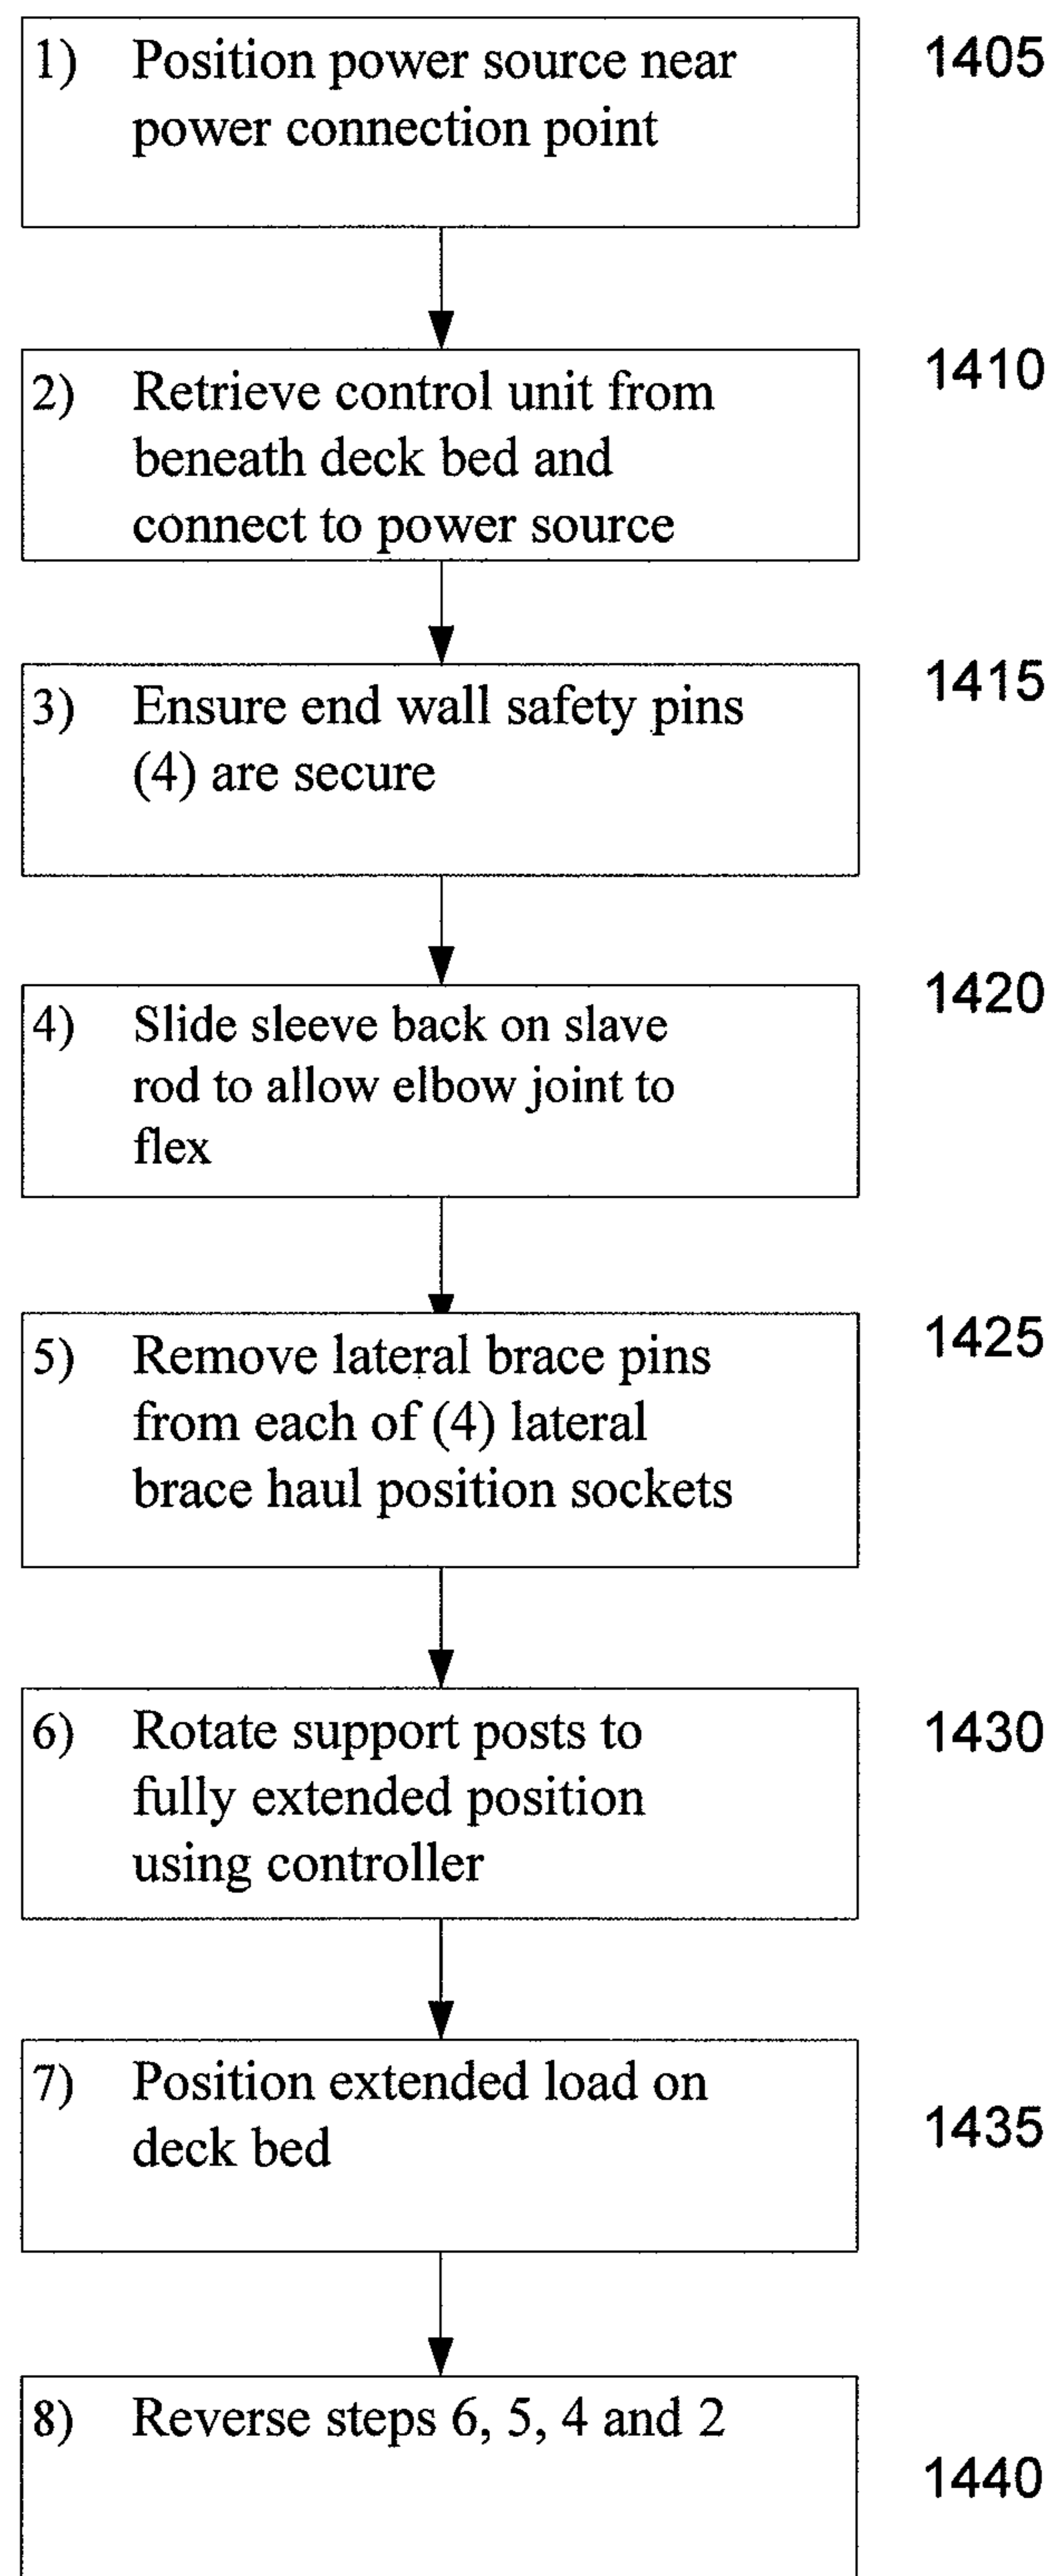 1) Position power source near
power connection point
1405
2) Retrieve control unit from
beneath deck bed and
connect to power source
1410
3) Ensure end wall safety pins
(4) are secure
1415
4) Slide sleeve back on slave
rod to allow elbow joint to
flex
1420
5) Remove lateral brace pins
from each of (4) lateral
brace haul position sockets
1425
6) Rotate support posts to
fully extended position
using controller
1430
7) Position extended load on
deck bed
1435
8) Reverse steps 6, 5, 4 and 2
1440